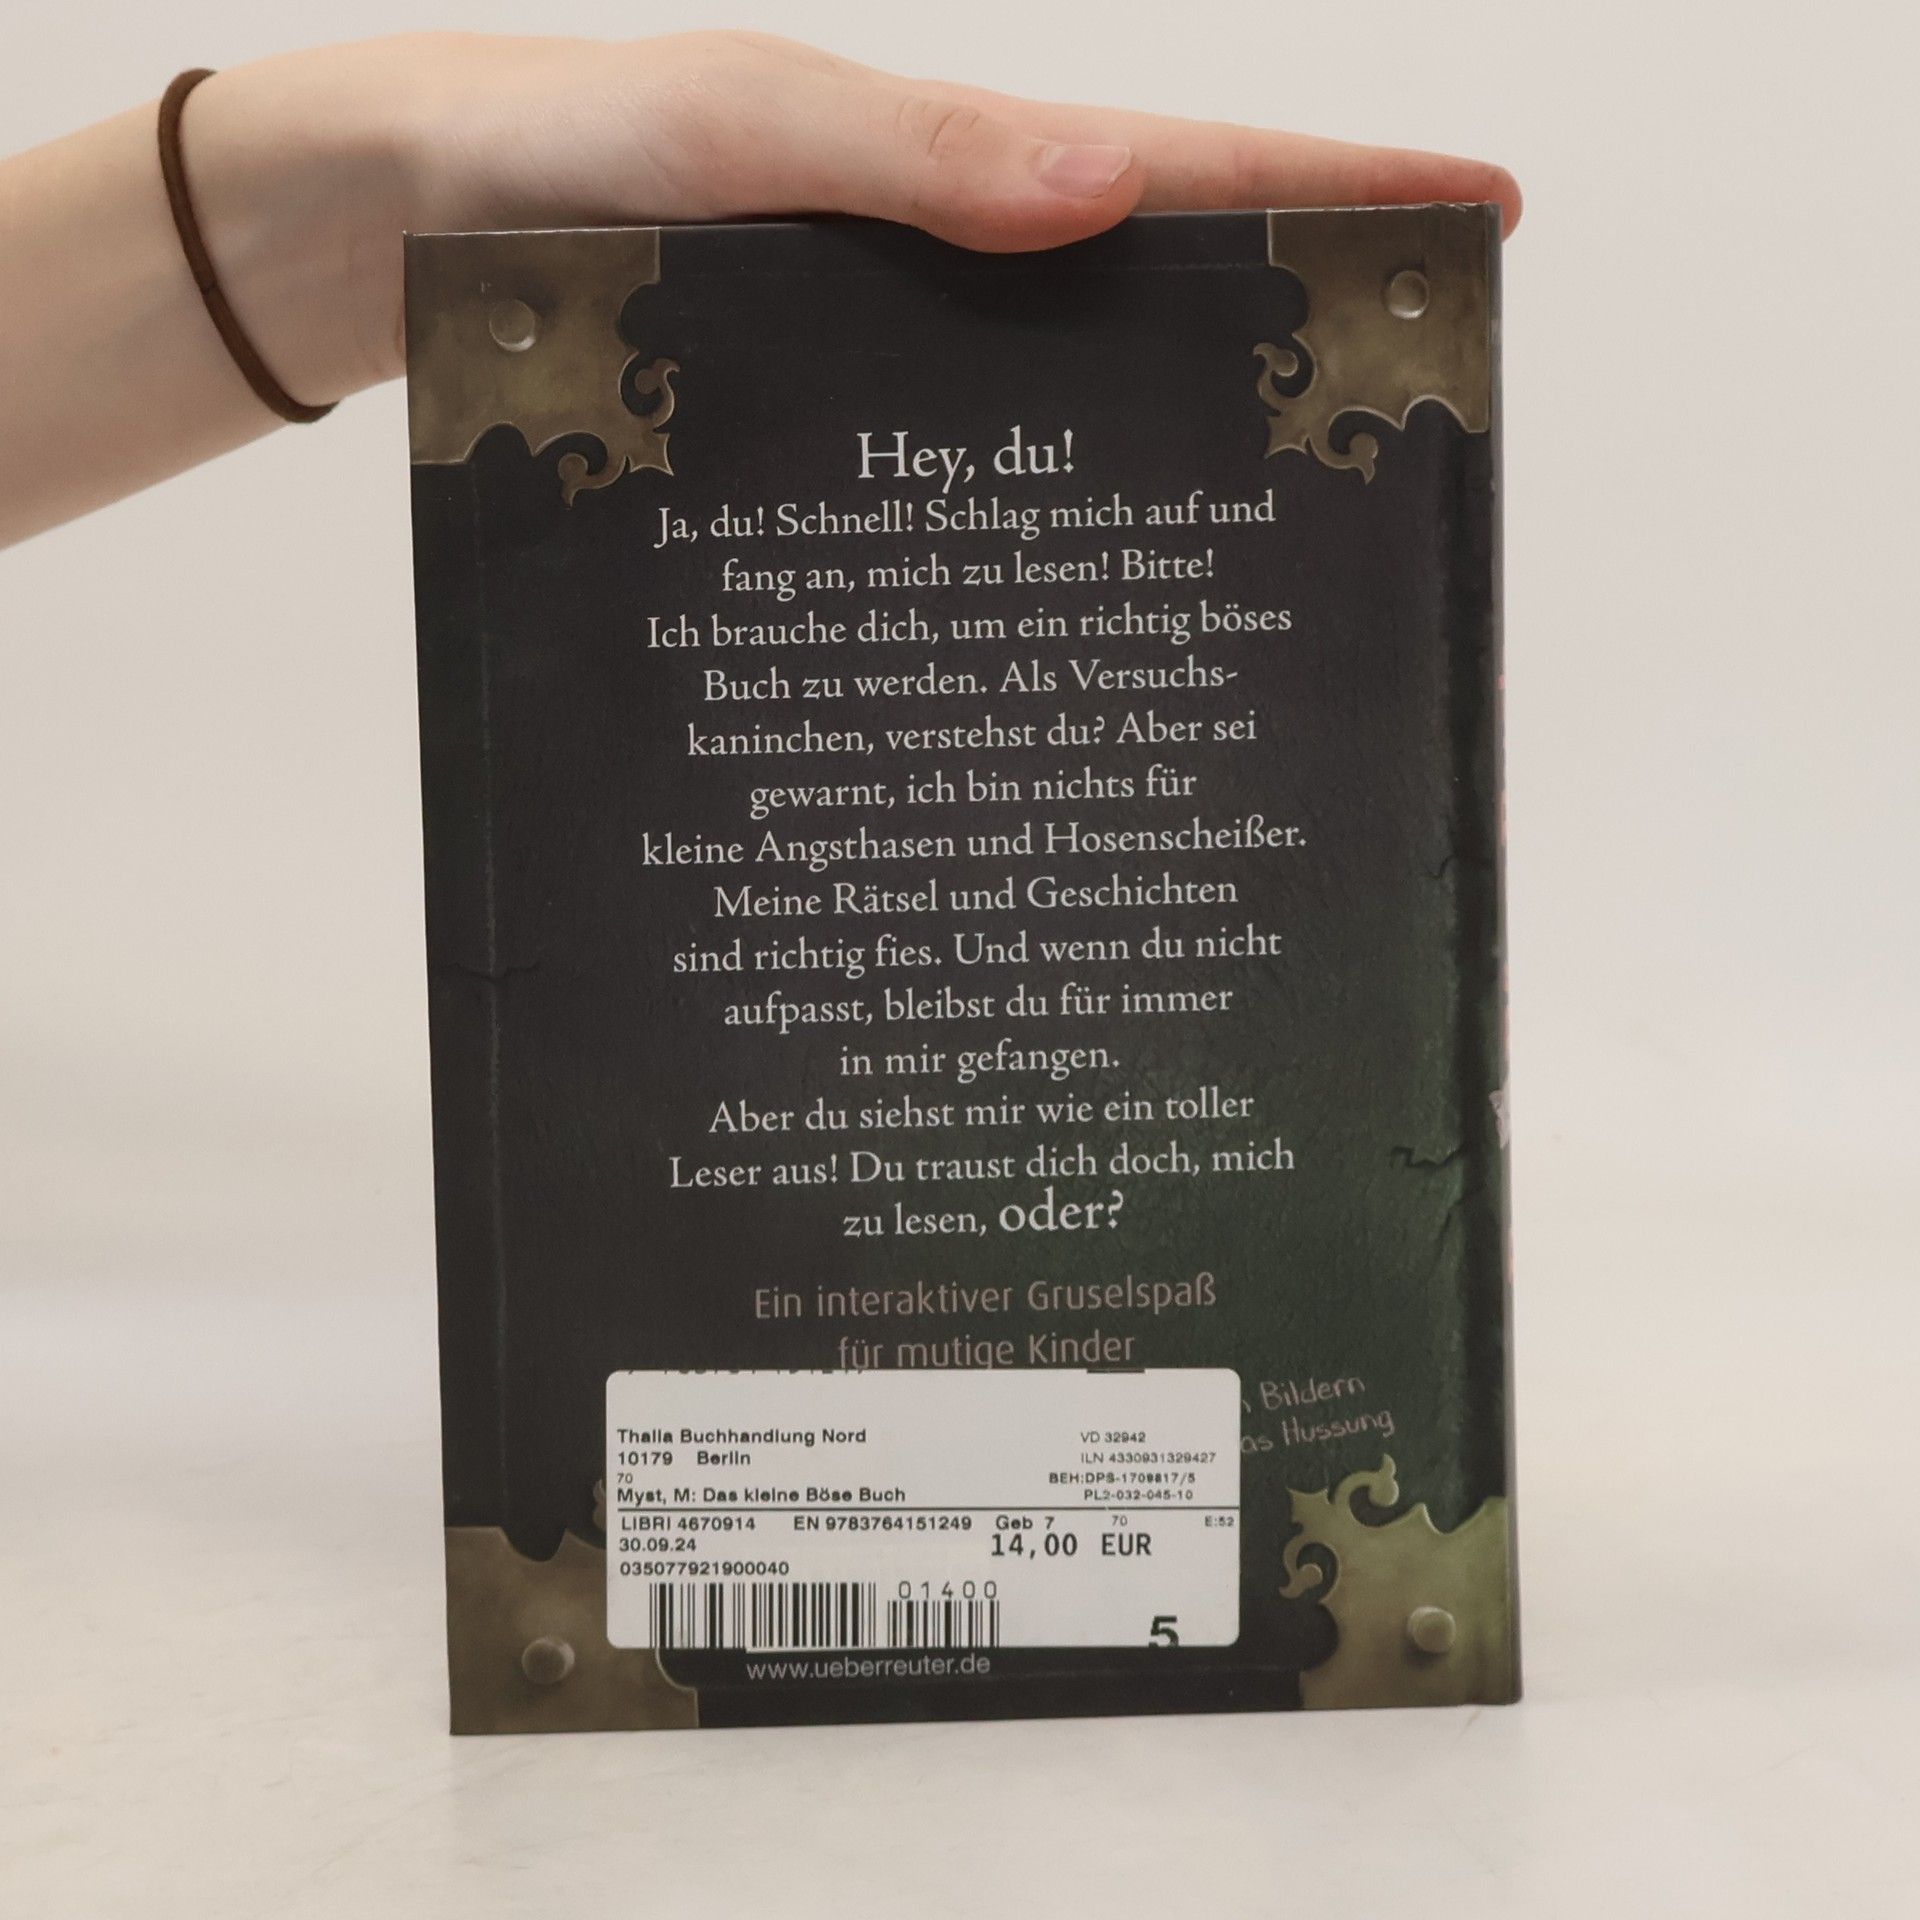 Hey, du!
Ja, du! Schnell! Schlag mich auf und
fang an, mich zu lesen! Bitte!
Ich brauche dich, um ein richtig böses
Buch zu werden. Als Versuchs-
kaninchen, verstehst du? Aber sei
gewarnt, ich bin nichts für
kleine Angsthasen und Hosenscheißer.
Meine Rätsel und Geschichten
sind richtig fies. Und wenn du nicht
aufpasst, bleibst du für immer
in mir gefangen.
Aber du siehst mir wie ein toller
Leser aus! Du traust dich doch, mich
zu lesen, oder?
Ein interaktiver Gruselspaß
für mutige Kinder
Bildern
as Hussung
Thalia Buchhandlung Nord VD 32942
10179 Berlin ILN 4330931329427
70 BEH:DPS-1709817/5
Myst, M: Das kleine Böse Buch PL2-032-045-10
LIBRI 4670914 EN 9783764151249 Geb 7 70 E:52
30.09.24 14,00 EUR
035077921900040
01400
5
www.ueberreuter.de